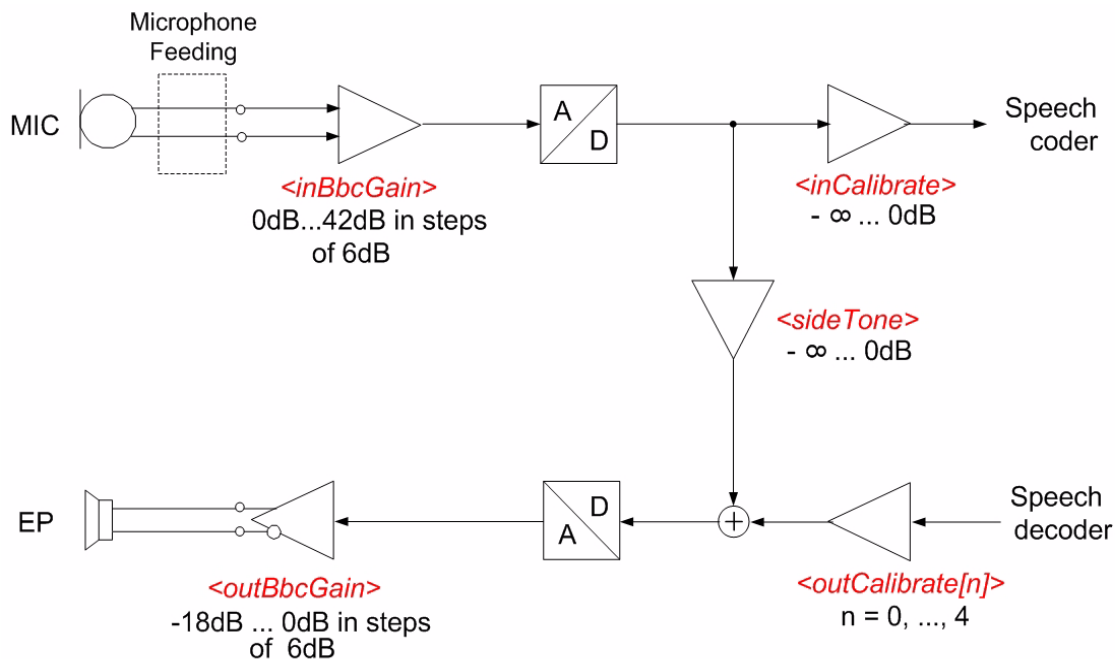 Microphone
Feeding
MIC
A
D
Speech
coder
<inBbcGain>
0dB...42dB in steps
of 6dB
<inCalibrate>
- ∞ ... 0dB
<sideTone>
- ∞ ... 0dB
EP
D
A
Speech
decoder
<outBbcGain>
-18dB ... 0dB in steps
of 6dB
<outCalibrate[n]>
n = 0, ..., 4
+